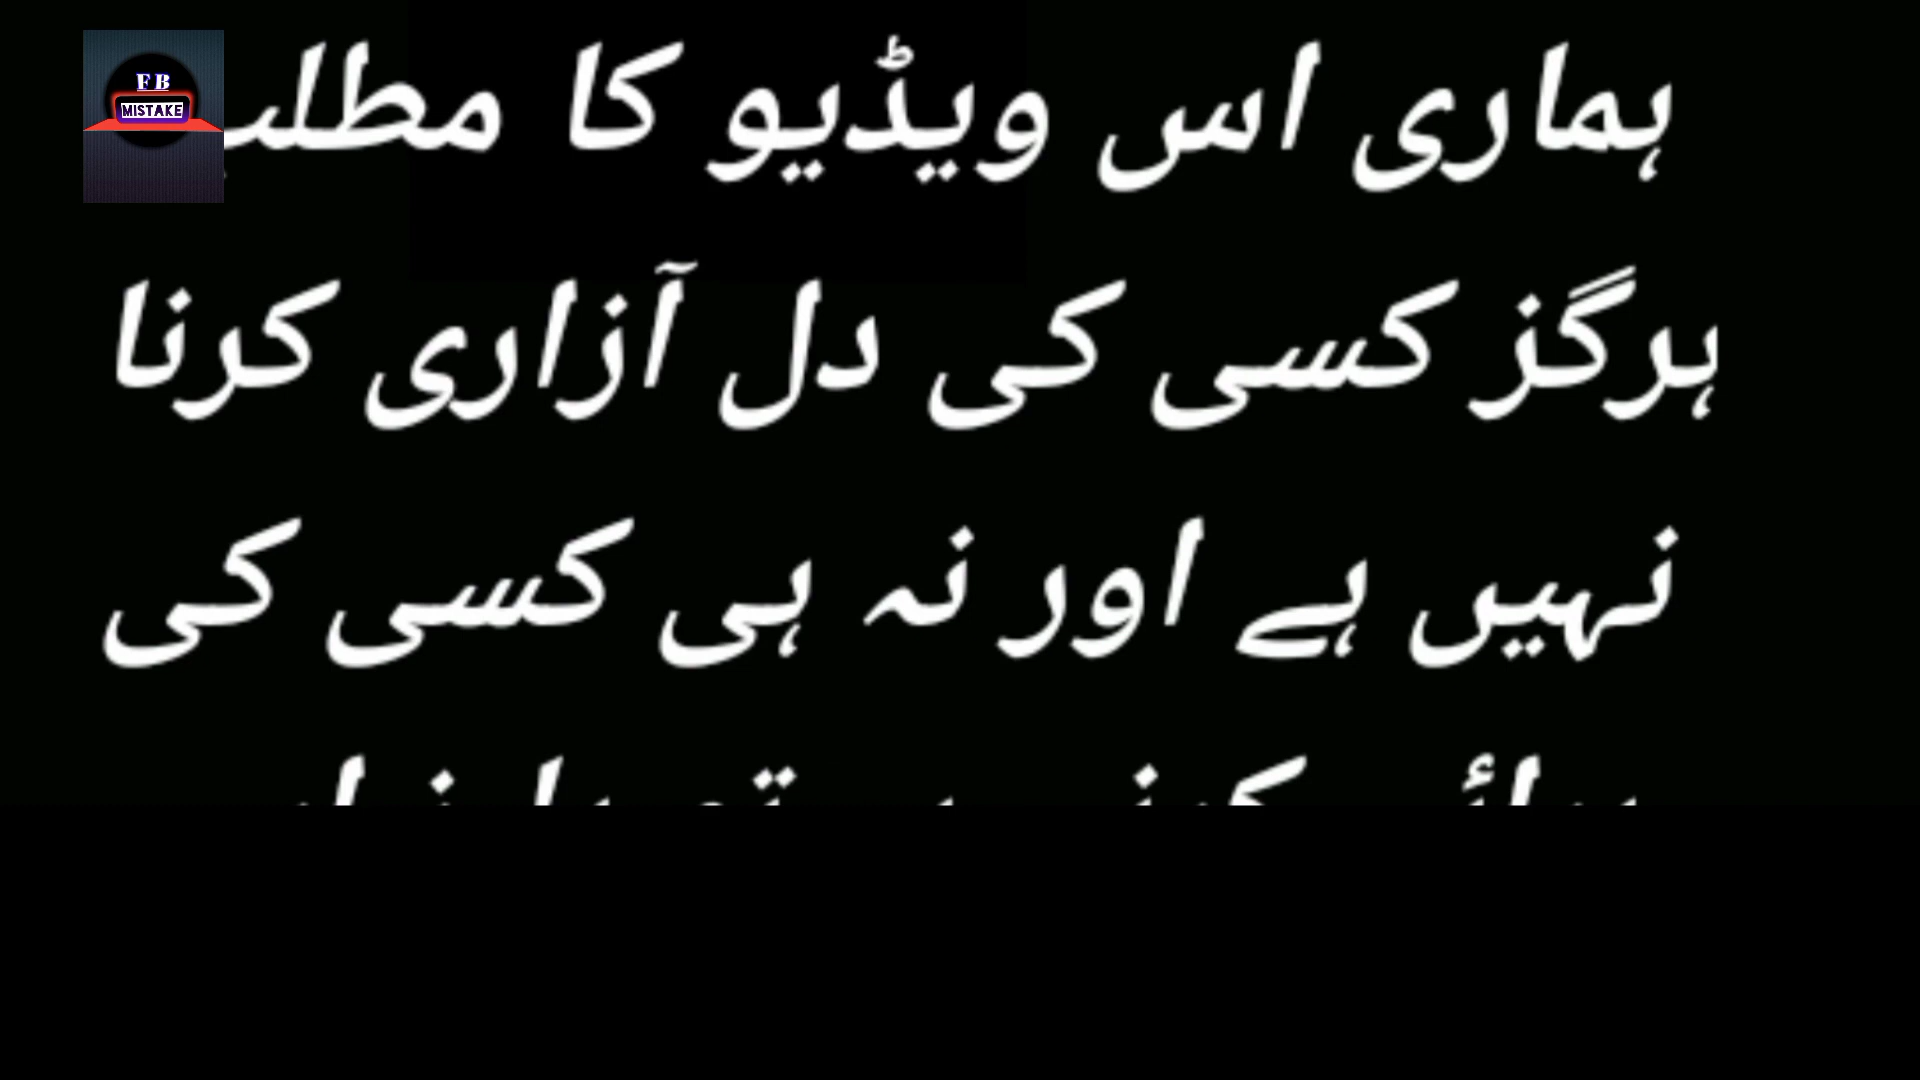 FB
MISTAKE
ہماری اس ویڈیو کا مطلب
ہرگز کسی کی دل آزاری کرنا
نہیں ہے اور نہ ہی کسی کی